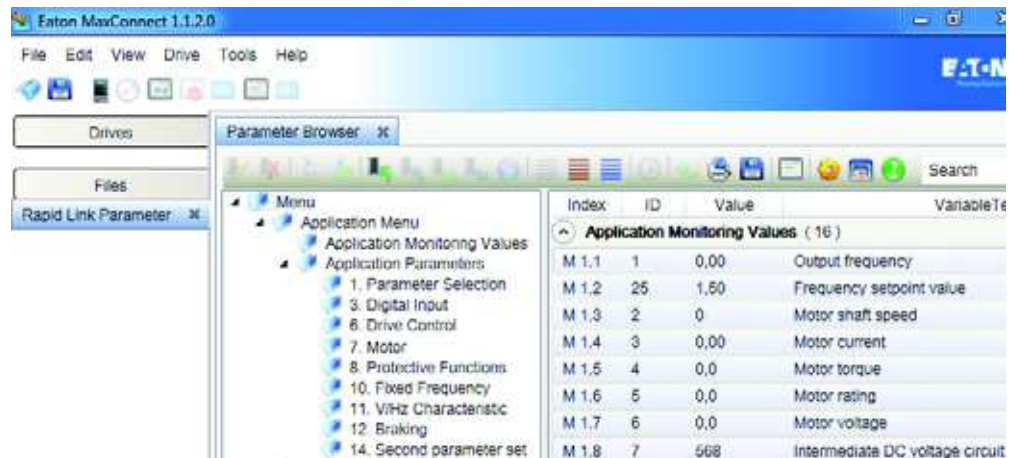 Eaton MaxConnect 1.1.2.0
File Edit View Drive Tools Help
Drives
Files
Rapid Link Parameter
Parameter Browser
Search
Menu
Application Menu
Application Monitoring Values
Application Parameters
1. Parameter Selection
3. Digital Input
6. Drive Control
7. Motor
8. Protective Functions
10. Fixed Frequency
11. V/Hz Characteristic
12. Braking
14. Second parameter set
Index ID Value VariableTe
Application Monitoring Values (16)
M 1.1 1 0,00 Output frequency
M 1.2 25 1,50 Frequency setpoint value
M 1.3 2 0 Motor shaft speed
M 1.4 3 0,00 Motor current
M 1.5 4 0,0 Motor torque
M 1.6 5 0,0 Motor rating
M 1.7 6 0,0 Motor voltage
M 1.8 7 568 Intermediate DC voltage circuit